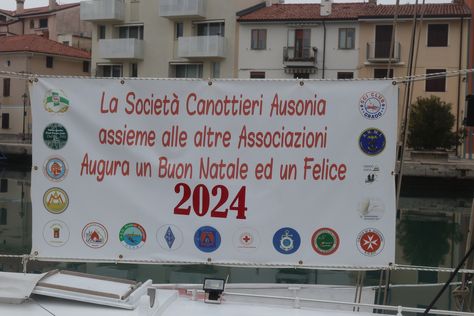 La Società Canottieri Ausonia
assieme alle altre Associazioni
Augura un Buon Natale ed un Felice
2024